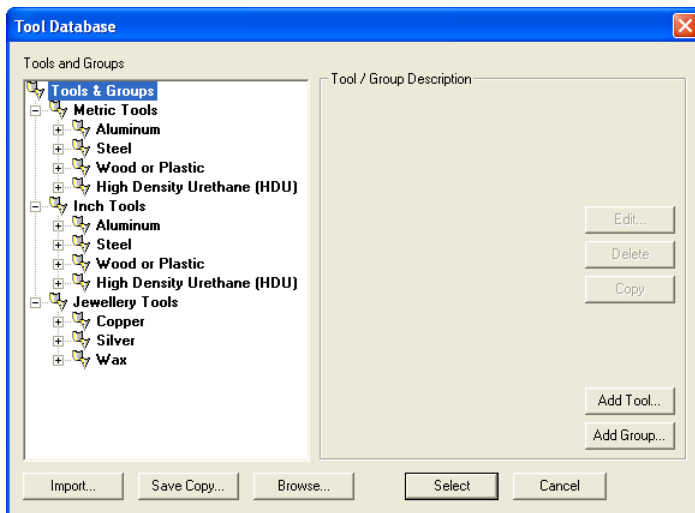 Tool Database
Tools and Groups
Tools & Groups
Metric Tools
Aluminum
Steel
Wood or Plastic
High Density Urethane (HDU)
Inch Tools
Aluminum
Steel
Wood or Plastic
High Density Urethane (HDU)
Jewellery Tools
Copper
Silver
Wax
Tool / Group Description
Edit...
Delete
Copy
Add Tool...
Add Group...
Import... Save Copy... Browse... Select Cancel